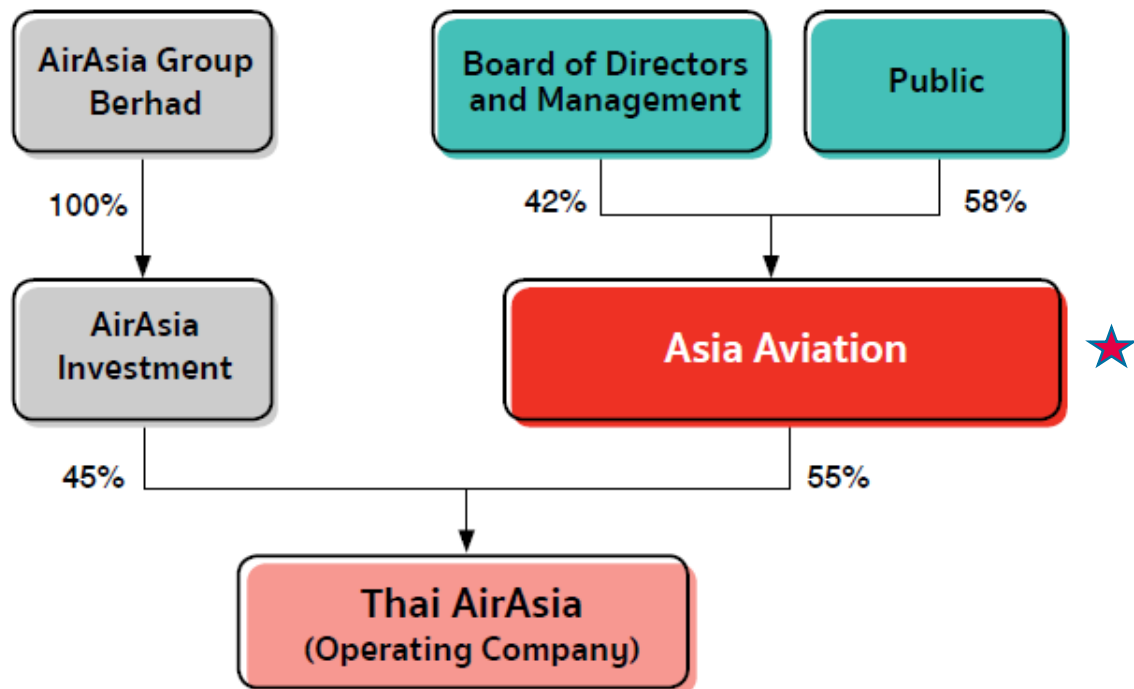 AirAsia Group
Berhad
Board of Directors
and Management
Public
100%
42%
58%
AirAsia
Investment
Asia Aviation
45%
55%
Thai AirAsia
(Operating Company)